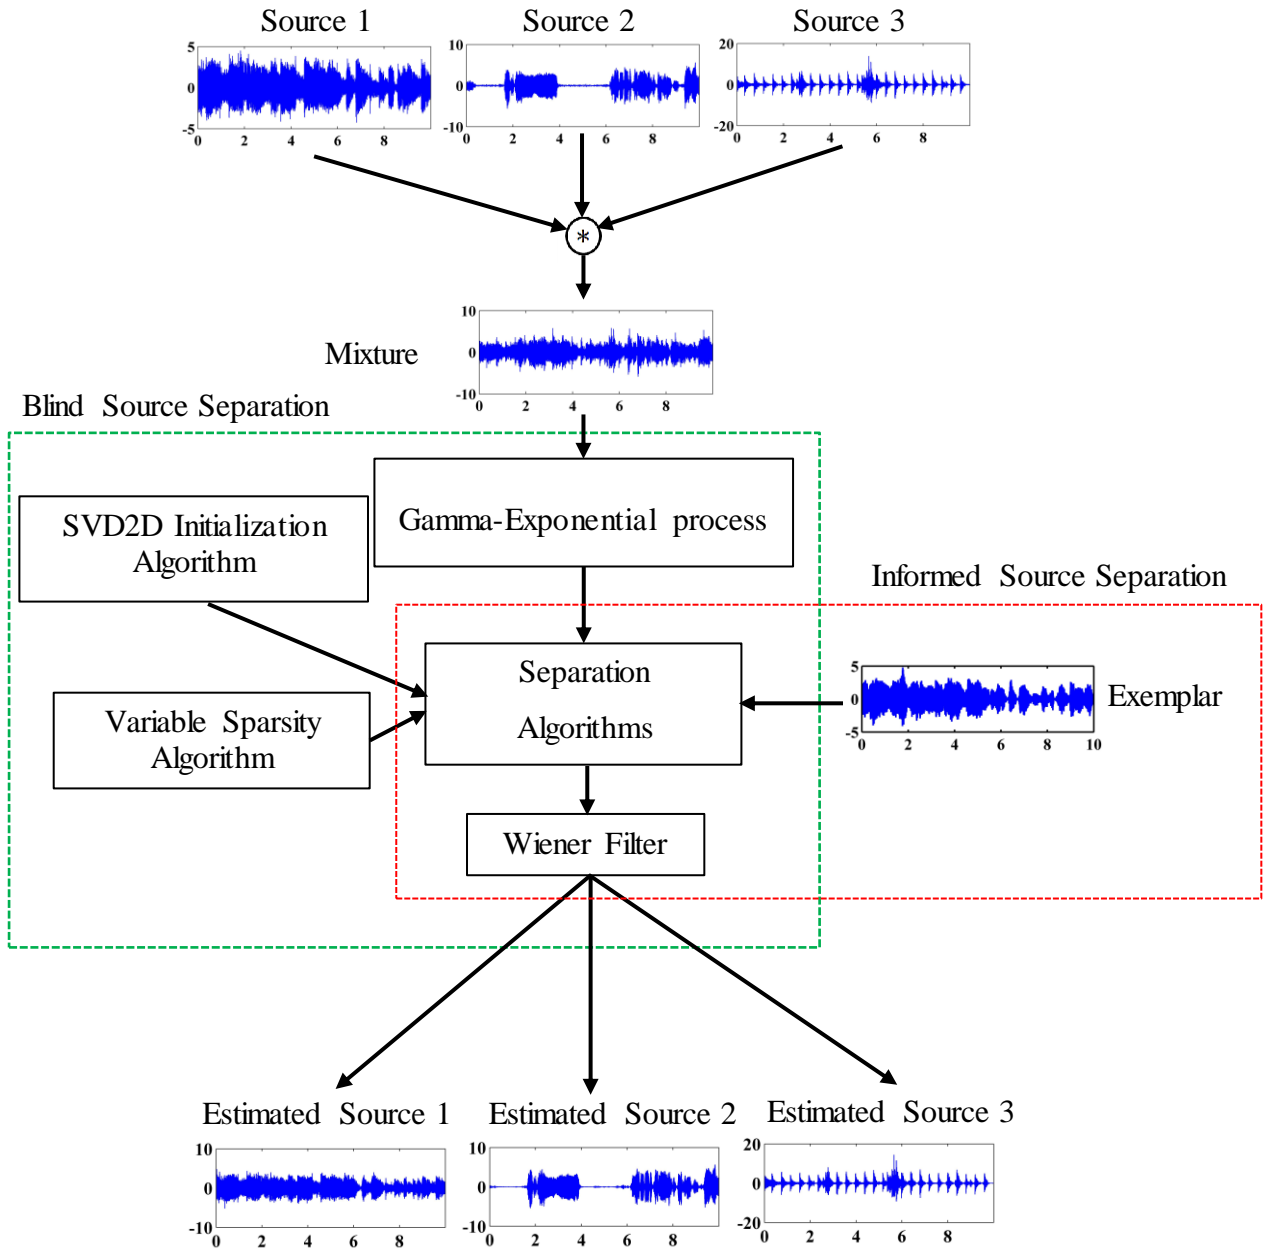 Source 1
Source 2
Source 3
5
0
-5
0 2 4 6 8
10
0
-10
0 2 4 6 8
20
0
-20
0 2 4 6 8
*
Mixture
10
0
-10
0 2 4 6 8
Blind Source Separation
SVD2D Initialization
Algorithm
Gamma-Exponential process
Informed Source Separation
Variable Sparsity
Algorithm
Separation
Algorithms
5
0
-5
0 2 4 6 8 10
Exemplar
Wiener Filter
Estimated Source 1
Estimated Source 2
Estimated Source 3
10
0
-10
0 2 4 6 8
10
0
-10
0 2 4 6 8
20
0
-20
0 2 4 6 8